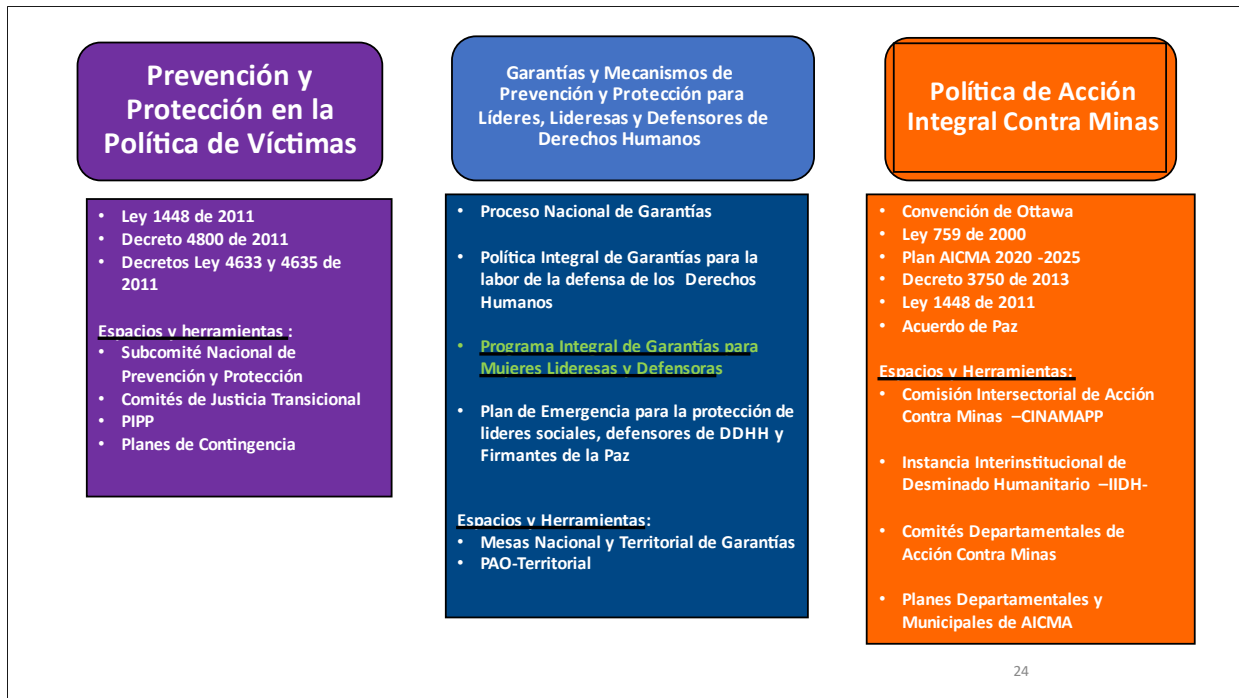 Prevención y
Protección en la
Política de Víctimas
• Ley 1448 de 2011
• Decreto 4800 de 2011
• Decretos Ley 4633 y 4635 de
2011
Espacios y herramientas :
• Subcomité Nacional de
Prevención y Protección
• Comités de Justicia Transicional
• PIPP
• Planes de Contingencia
Garantías y Mecanismos de
Prevención y Protección para
Líderes, Lideresas y Defensores de
Derechos Humanos
• Proceso Nacional de Garantías
• Política Integral de Garantías para la
labor de la defensa de los Derechos
Humanos
• Programa Integral de Garantías para
Mujeres Lideresas y Defensoras
• Plan de Emergencia para la protección de
lideres sociales, defensores de DDHH y
Firmantes de la Paz
Espacios y Herramientas:
• Mesas Nacional y Territorial de Garantías
• PAO-Territorial
Política de Acción
Integral Contra Minas
• Convención de Ottawa
• Ley 759 de 2000
• Plan AICMA 2020 -2025
• Decreto 3750 de 2013
• Ley 1448 de 2011
• Acuerdo de Paz
Espacios y Herramientas:
• Comisión Intersectorial de Acción
Contra Minas –CINAMAPP
• Instancia Interinstitucional de
Desminado Humanitario –IIDH-
• Comités Departamentales de
Acción Contra Minas
• Planes Departamentales y
Municipales de AICMA
24